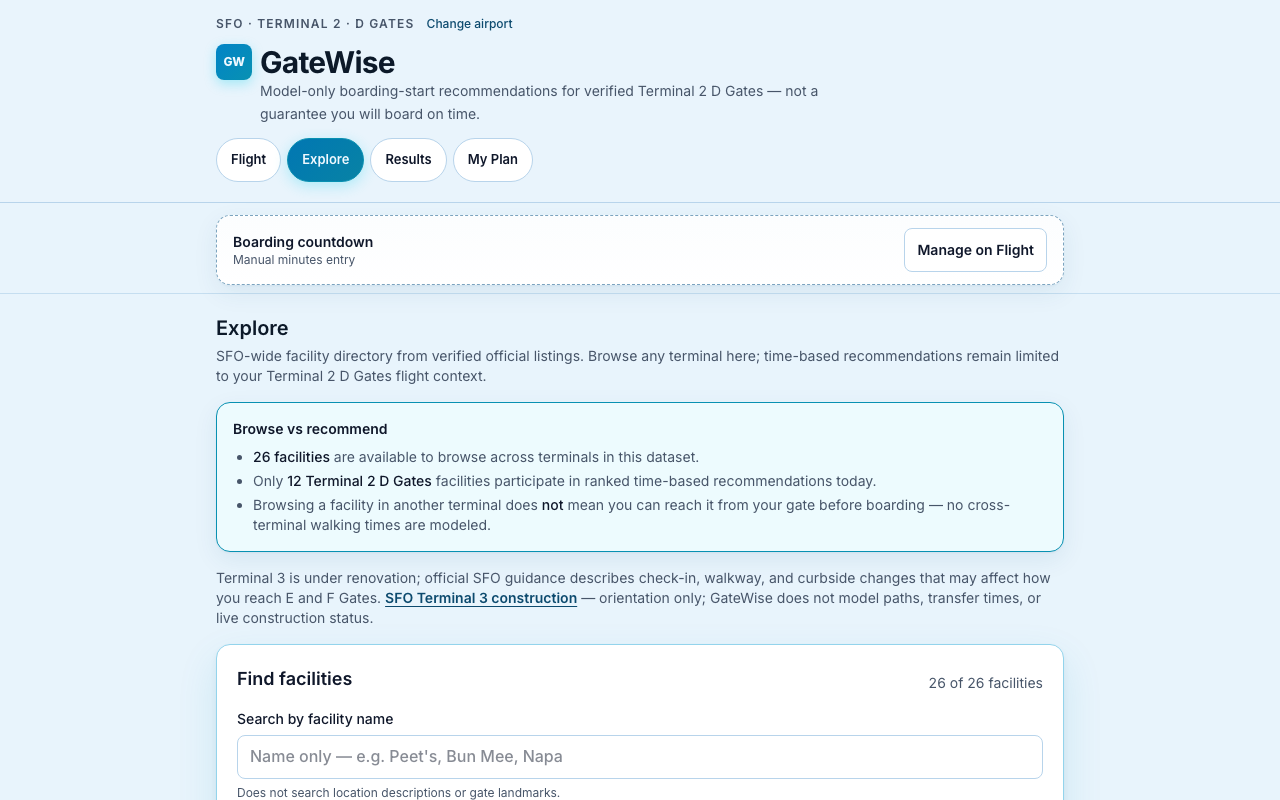 SFO · TERMINAL 2 · D GATES Change airport
GW GateWise
Model-only boarding-start recommendations for verified Terminal 2 D Gates — not a
guarantee you will board on time.
Flight Explore Results My Plan
Boarding countdown
Manual minutes entry
Manage on Flight
Explore
SFO-wide facility directory from verified official listings. Browse any terminal here; time-based recommendations remain limited
to your Terminal 2 D Gates flight context.
Browse vs recommend
• 26 facilities are available to browse across terminals in this dataset.
• Only 12 Terminal 2 D Gates facilities participate in ranked time-based recommendations today.
• Browsing a facility in another terminal does not mean you can reach it from your gate before boarding — no cross-
terminal walking times are modeled.
Terminal 3 is under renovation; official SFO guidance describes check-in, walkway, and curbside changes that may affect how
you reach E and F Gates. SFO Terminal 3 construction — orientation only; GateWise does not model paths, transfer times, or
live construction status.
Find facilities
26 of 26 facilities
Search by facility name
Name only — e.g. Peet's, Bun Mee, Napa
Does not search location descriptions or gate landmarks.